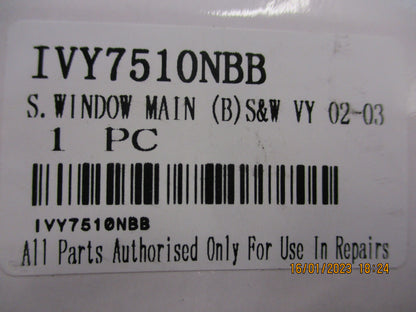 IVY7510NBB
S. WINDOW MAIN (B)S&W VY 02-03
1 PC
IVY7510NBB
All Parts Authorised Only For Use In Repairs
16/01/2023 18:24